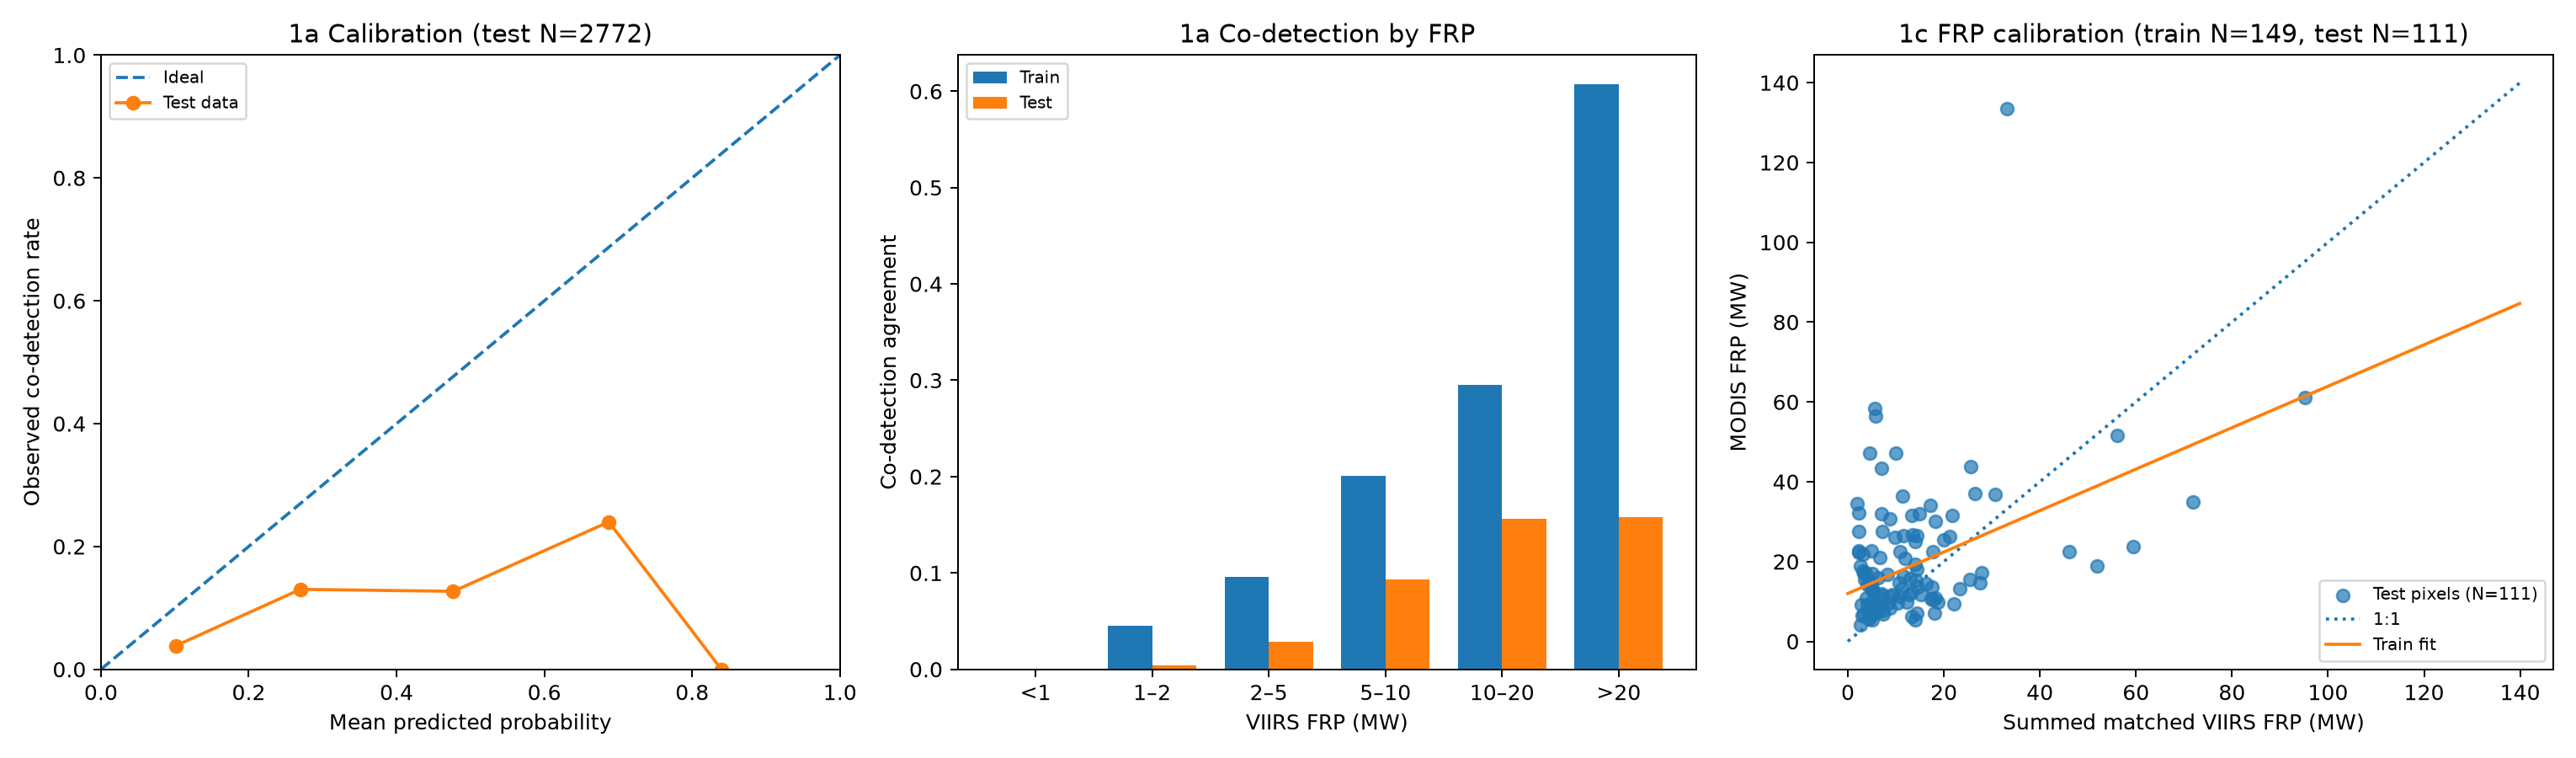 1a Calibration (test N=2772)
Ideal
Test data
1.0
0.8
0.6
0.4
0.2
0.0
Observed co-detection rate
0.0 0.2 0.4 0.6 0.8 1.0
Mean predicted probability
1a Co-detection by FRP
Train
Test
0.6
0.5
0.4
0.3
0.2
0.1
0.0
Co-detection agreement
<1 1–2 2–5 5–10 10–20 >20
VIIRS FRP (MW)
1c FRP calibration (train N=149, test N=111)
140
120
100
80
60
40
20
0
MODIS FRP (MW)
Test pixels (N=111)
1:1
Train fit
0 20 40 60 80 100 120 140
Summed matched VIIRS FRP (MW)